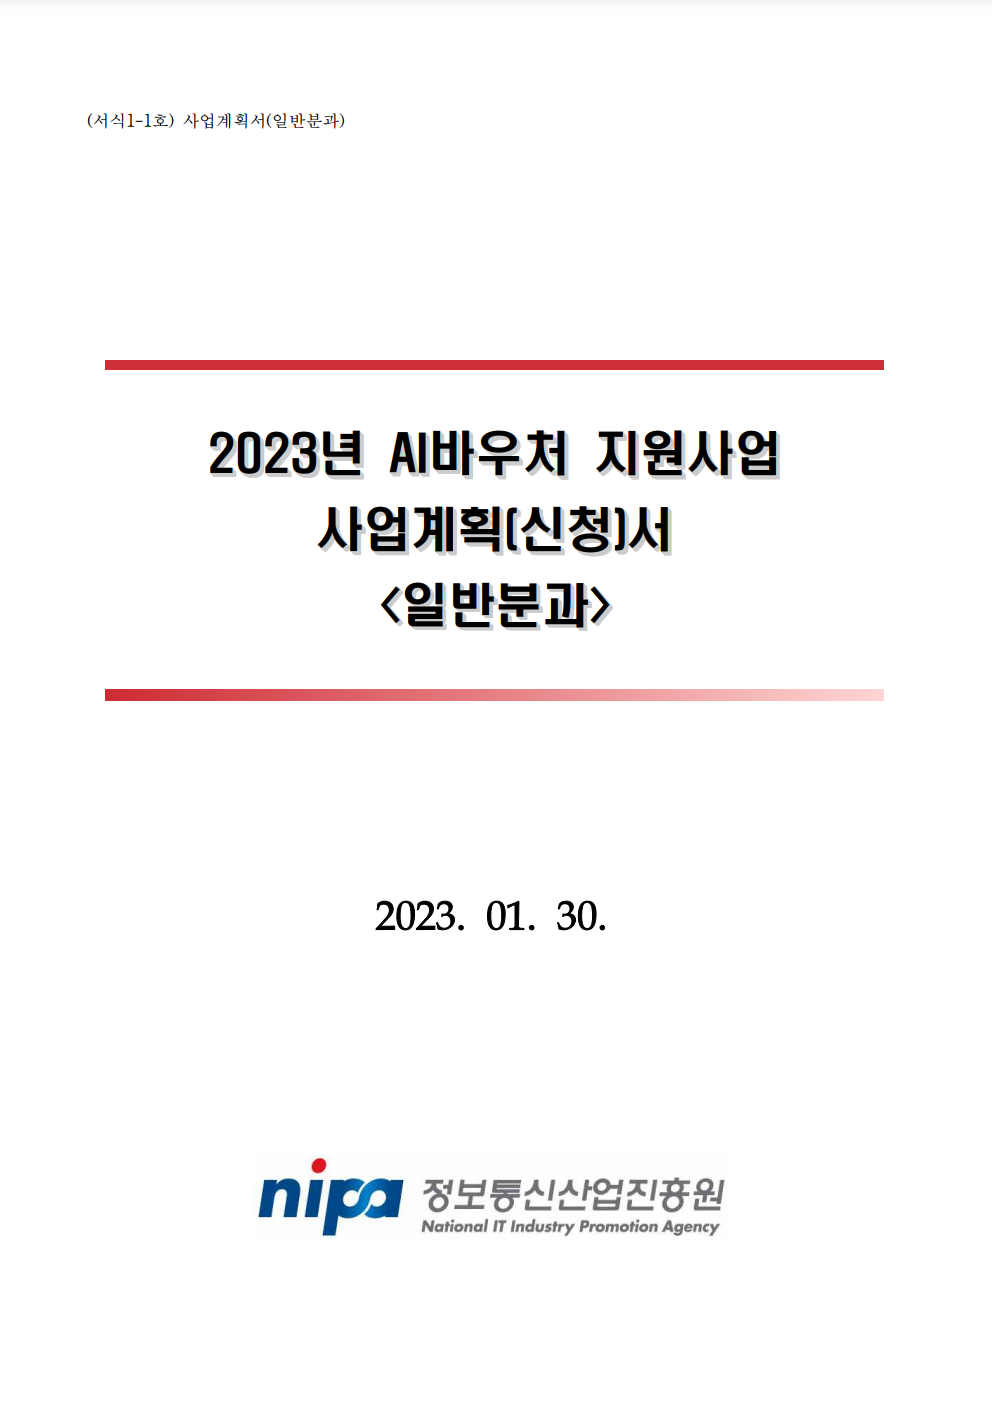 (서식1-1호) 사업계획서(일반분과)
2023년 AI바우처 지원사업
사업계획(신청)서
<일반분과>
2023. 01. 30.
nipa 정보통신산업진흥원
National IT Industry Promotion Agency